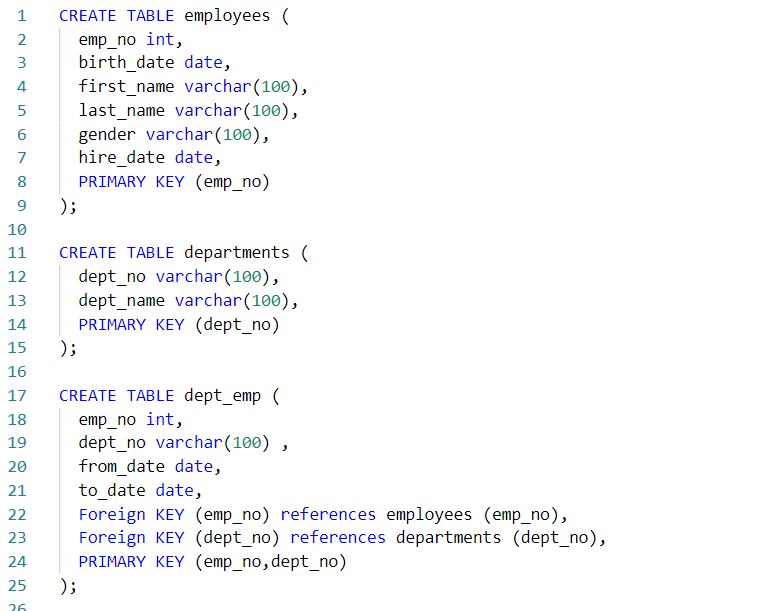 1 CREATE TABLE employees (
2 emp_no int,
3 birth_date date,
4 first_name varchar(100),
5 last_name varchar(100),
6 gender varchar(100),
7 hire_date date,
8 PRIMARY KEY (emp_no)
9 );
10
11 CREATE TABLE departments (
12 dept_no varchar(100),
13 dept_name varchar(100),
14 PRIMARY KEY (dept_no)
15 );
16
17 CREATE TABLE dept_emp (
18 emp_no int,
19 dept_no varchar(100) ,
20 from_date date,
21 to_date date,
22 Foreign KEY (emp_no) references employees (emp_no),
23 Foreign KEY (dept_no) references departments (dept_no),
24 PRIMARY KEY (emp_no,dept_no)
25 );
26